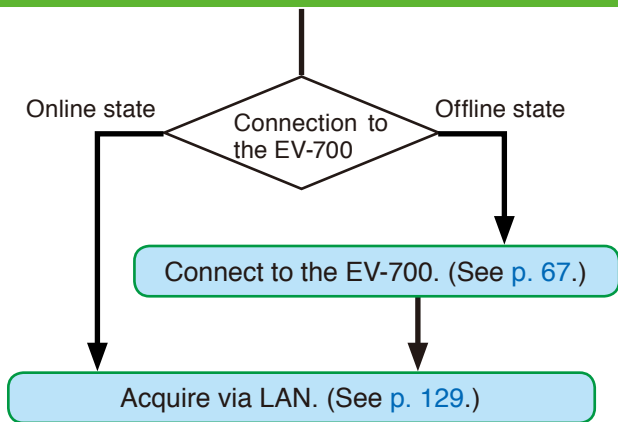 Online state
Offline state
Connection to
the EV-700
Connect to the EV-700. (See p. 67.)
Acquire via LAN. (See p. 129.)